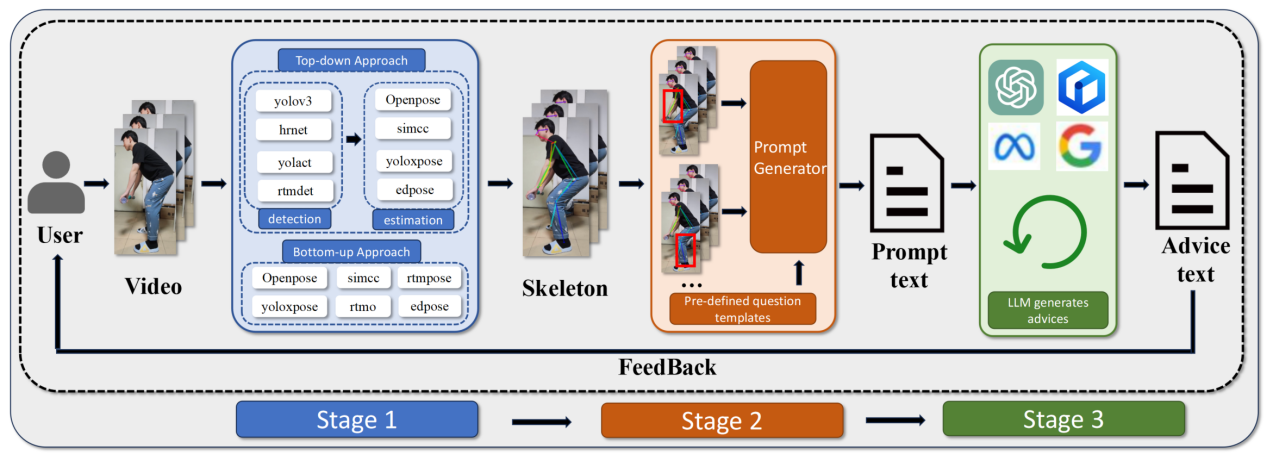 User
Video
Top-down Approach
yolov3
hrnet
yolact
rtmdet
detection
Openpose
simcc
yoloxpose
edpose
estimation
Bottom-up Approach
Openpose
simcc
rtmpose
yoloxpose
rtmo
edpose
Skeleton
...
Prompt
Generator
Pre-defined question
templates
Prompt
text
LLM generates
advices
Advice
text
FeedBack
Stage 1
Stage 2
Stage 3